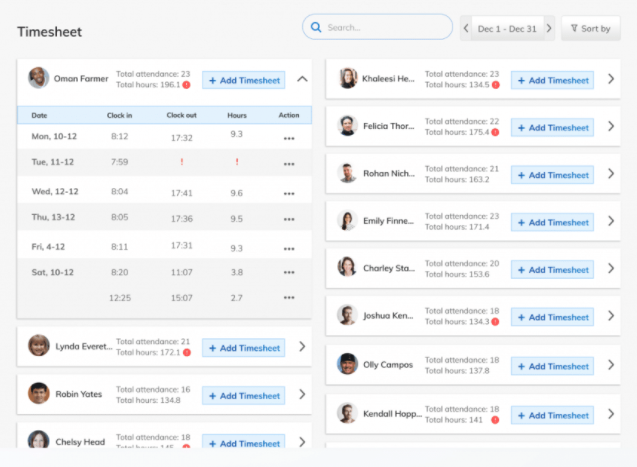 Timesheet
Search...
Dec 1 - Dec 31
Sort by
Oman Farmer
Total attendance: 23
Total hours: 196.1
+ Add Timesheet
Date Clock in Clock out Hours Action
Mon, 10-12 8:12 17:32 9.3
Tue, 11-12 7:59 ! !
Wed, 12-12 8:04 17:41 9.6
Thu, 13-12 8:05 17:36 9.5
Fri, 4-12 8:11 17:31 9.3
Sat, 10-12 8:20 11:07 3.8
12:25 15:07 2.7
Lynda Everet...
Total attendance: 21
Total hours: 172.1
+ Add Timesheet
Robin Yates
Total attendance: 16
Total hours: 134.8
+ Add Timesheet
Chelsy Head
Total attendance: 18
Total hours: 145
+ Add Timesheet
Khaleesi He...
Total attendance: 23
Total hours: 134.5
+ Add Timesheet
Felicia Thor...
Total attendance: 22
Total hours: 175.4
+ Add Timesheet
Rohan Nich...
Total attendance: 21
Total hours: 163.2
+ Add Timesheet
Emily Finne...
Total attendance: 23
Total hours: 171.4
+ Add Timesheet
Charley Sta...
Total attendance: 20
Total hours: 153.6
+ Add Timesheet
Joshua Ken...
Total attendance: 18
Total hours: 134.3
+ Add Timesheet
Olly Campos
Total attendance: 18
Total hours: 137.8
+ Add Timesheet
Kendall Hopp...
Total attendance: 18
Total hours: 141
+ Add Timesheet